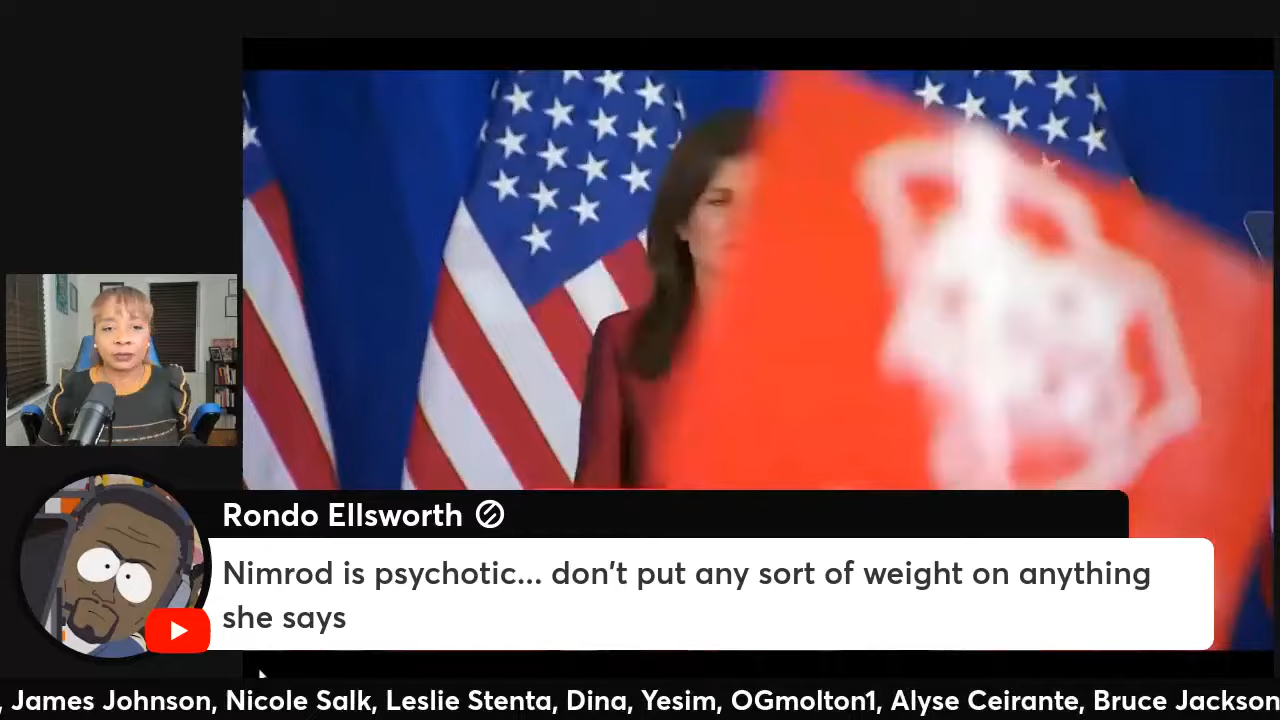 Rondo Ellsworth
Nimrod is psychotic... don't put any sort of weight on anything
she says
, James Johnson, Nicole Salk, Leslie Stenta, Dina, Yesim, OGmolton1, Alyse Ceirante, Bruce Jackson